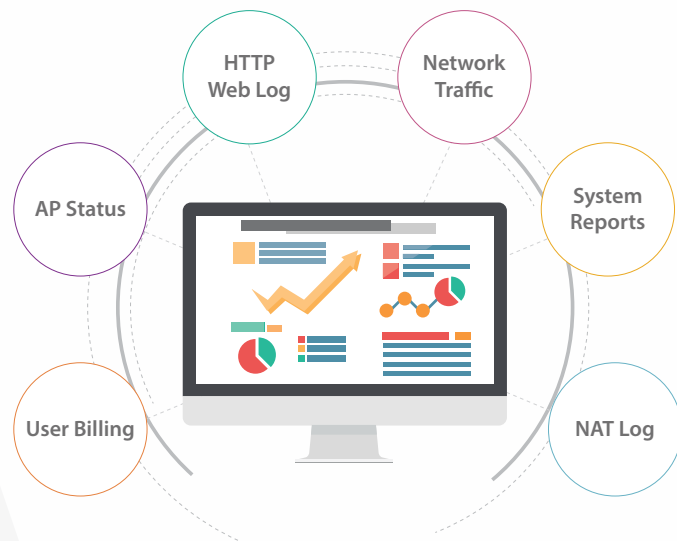 HTTP
Web Log
Network
Traffic
AP Status
System
Reports
User Billing
NAT Log